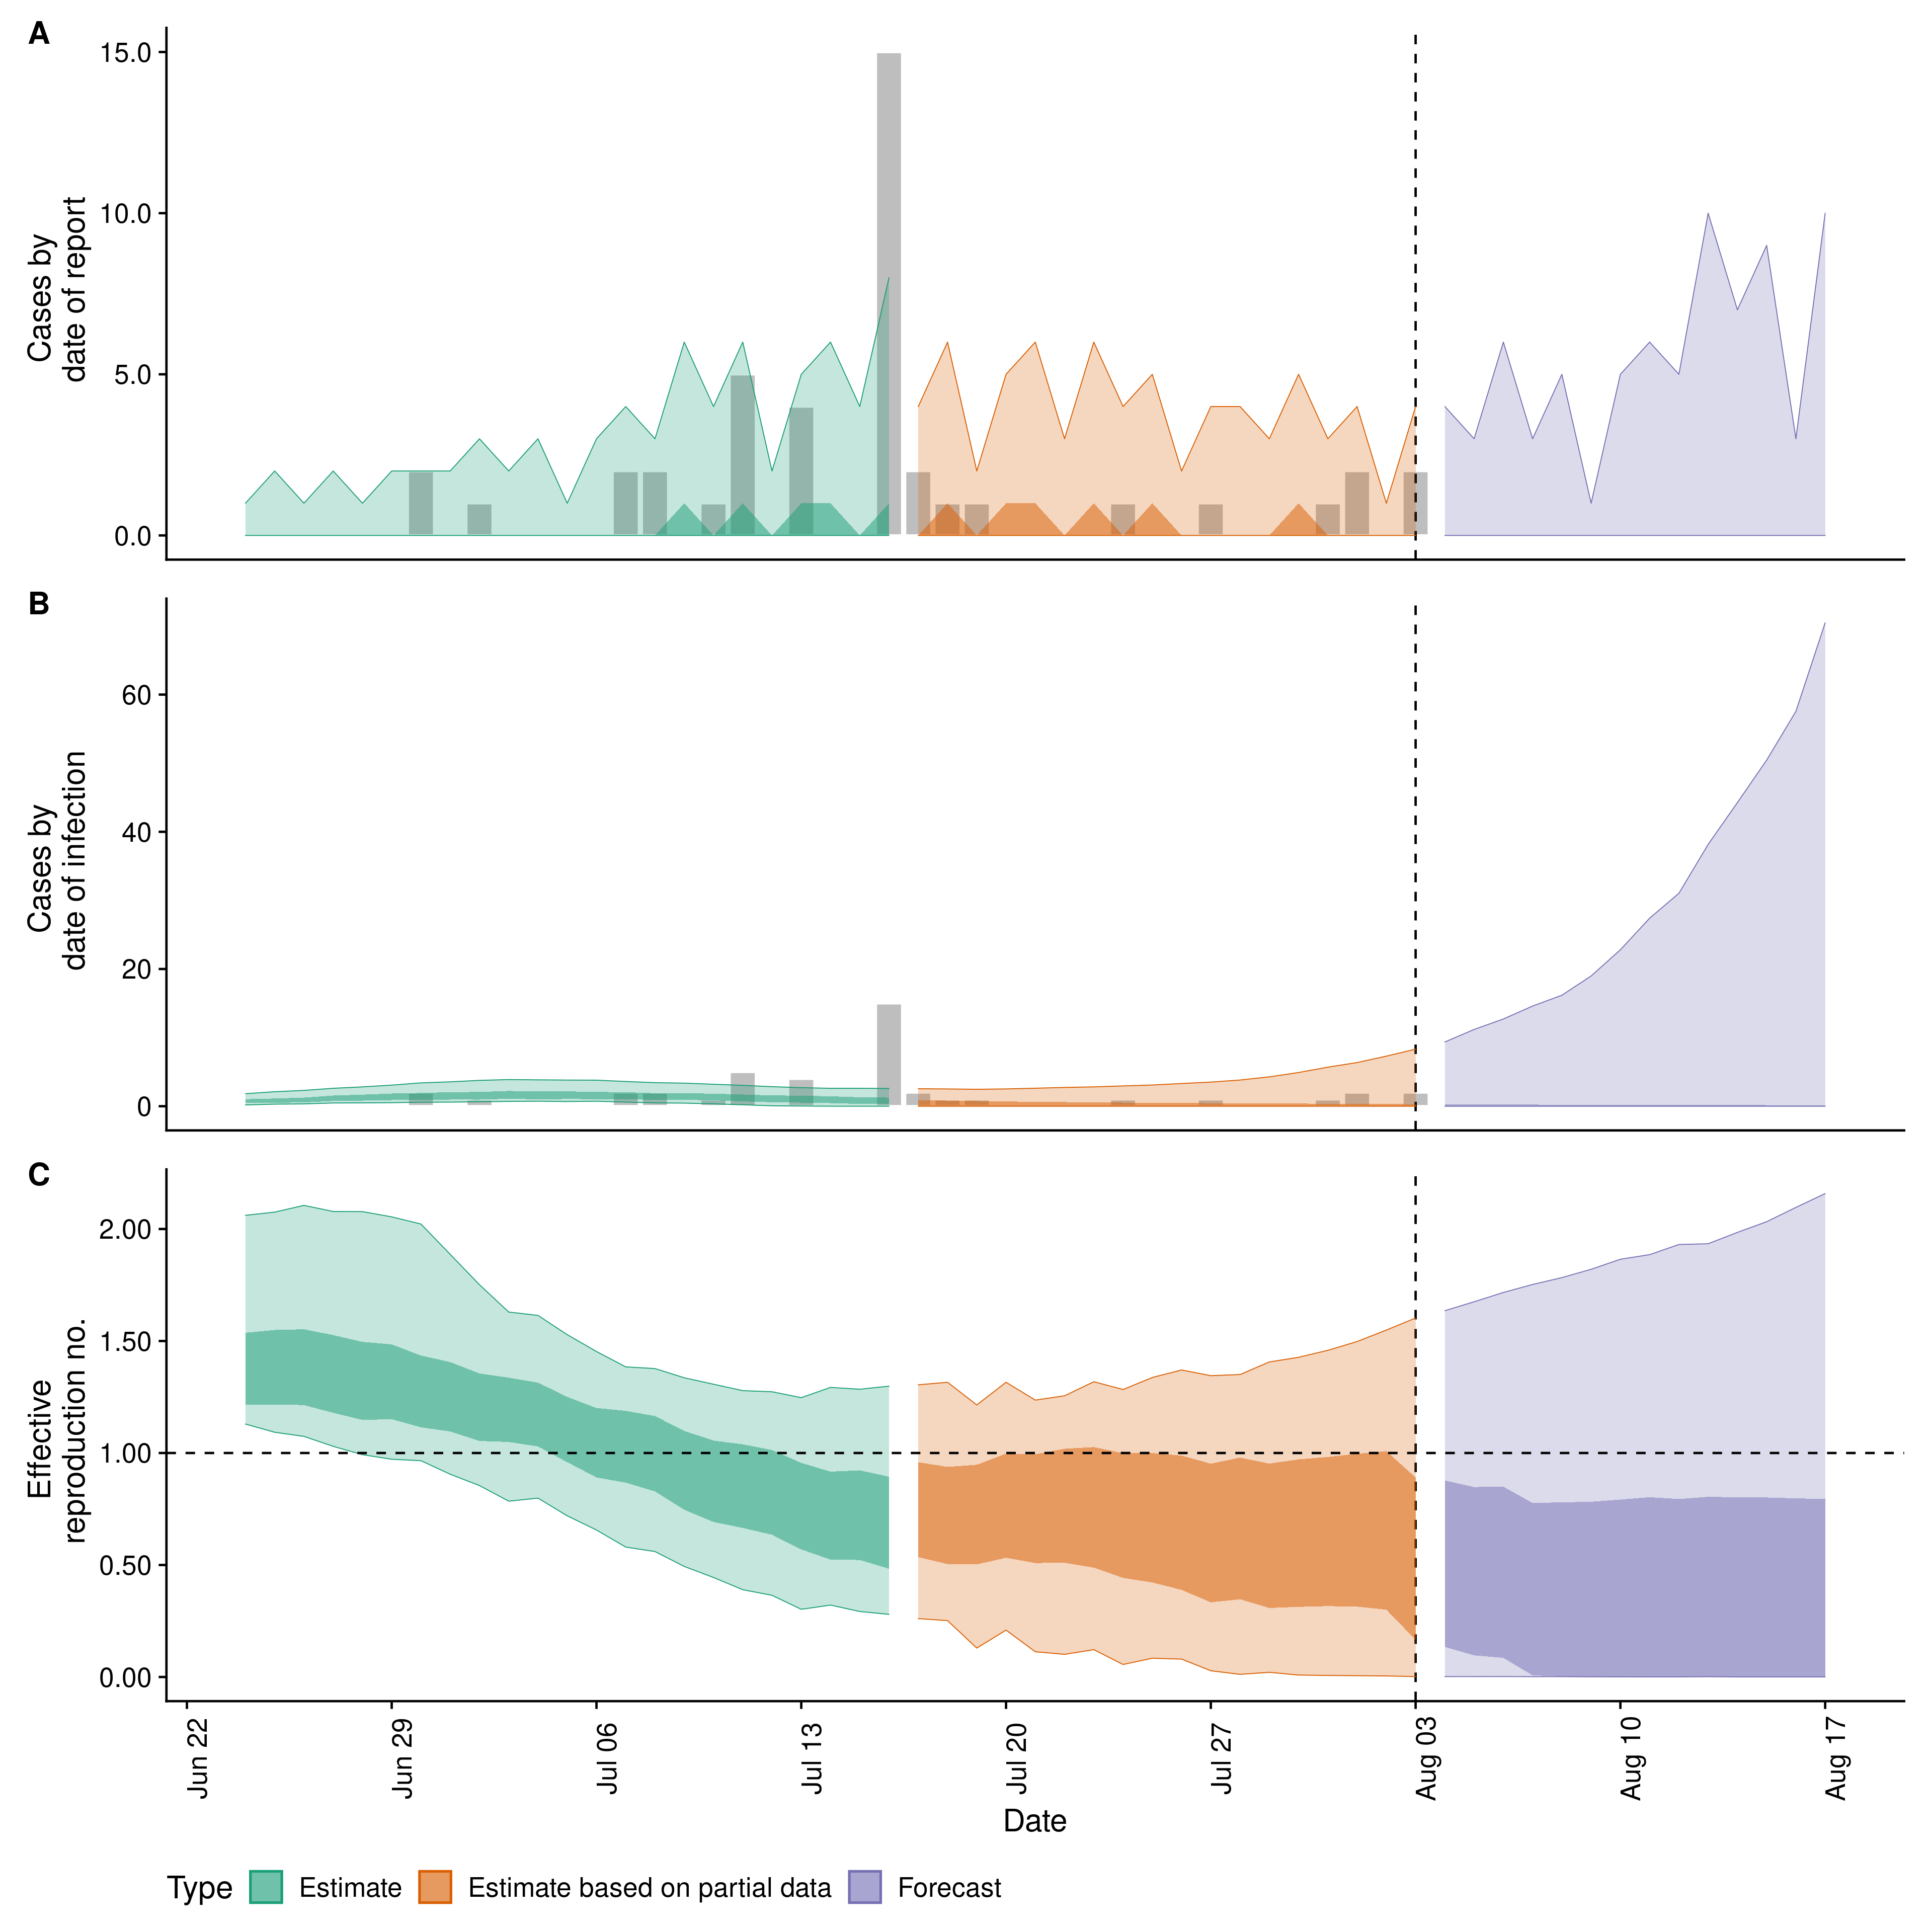 A
15.0
10.0
5.0
0.0
Cases by
date of report
B
60
40
20
0
Cases by
date of infection
C
2.00
1.50
1.00
0.50
0.00
Effective
reproduction no.
Jun 22
Jun 29
Jul 06
Jul 13
Jul 20
Jul 27
Aug 03
Aug 10
Aug 17
Date
Type Estimate Estimate based on partial data Forecast